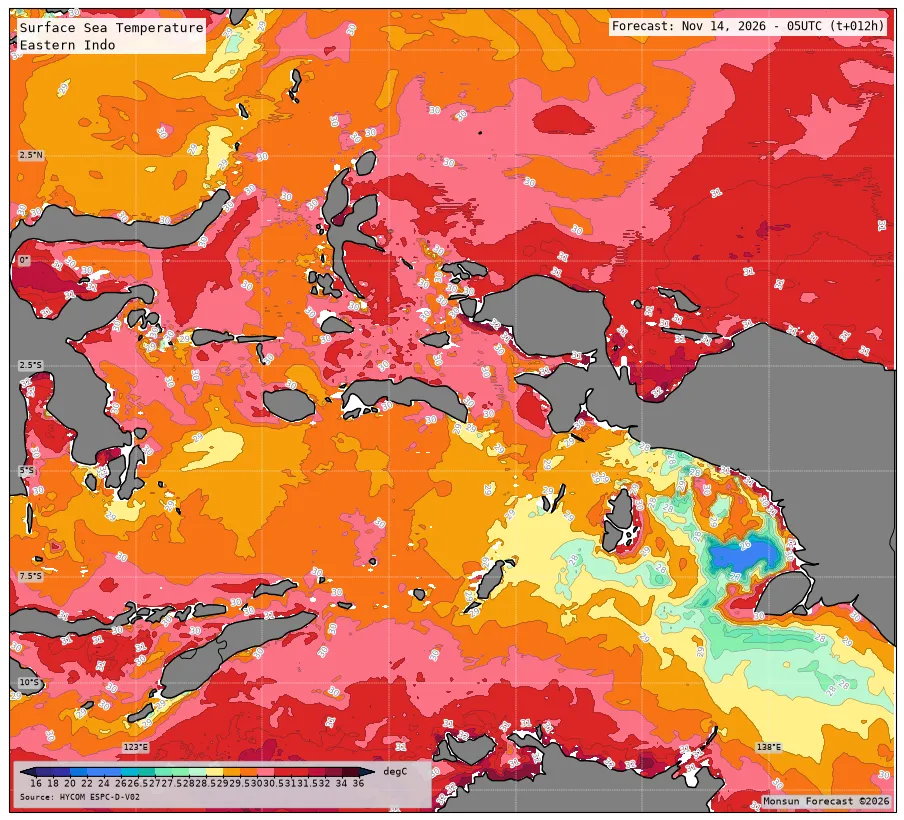 Surface Sea Temperature
Eastern Indo
Forecast: Nov 14, 2026 - 05UTC (t+012h)
2.5°N
0°
2.5°S
5°S
7.5°S
10°S
123°E
138°E
degC
16 18 20 22 24 26 26.5 27 27.5 28 28.5 29 29.5 30 30.5 31 31.5 32 34 36
Source: HYCOM ESPC-D-V02
Monsun Forecast ©2026